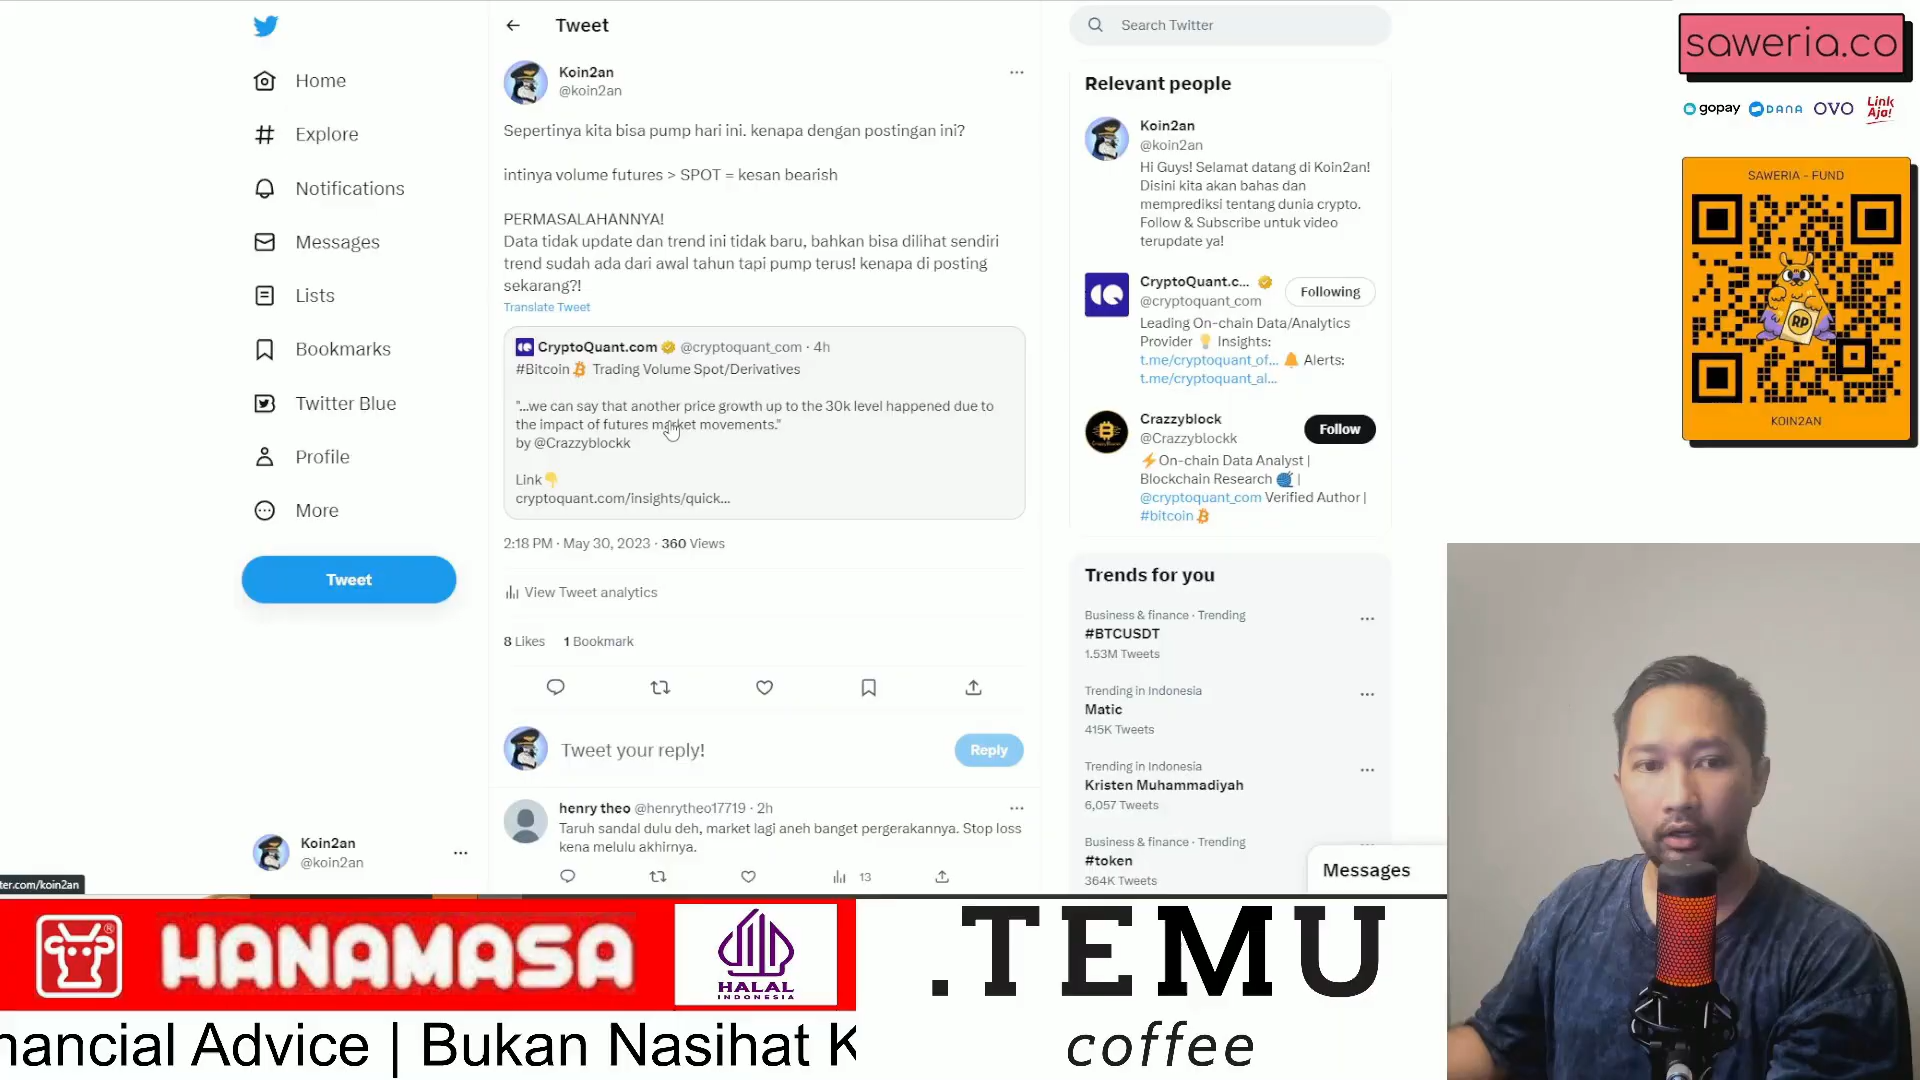 Home
Explore
Notifications
Messages
Lists
Bookmarks
Twitter Blue
Profile
More
Tweet
Koin2an
@koin2an
ter.com/koin2an
Tweet
Koin2an
@koin2an
Sepertinya kita bisa pump hari ini. kenapa dengan postingan ini?
intinya volume futures > SPOT = kesan bearish
PERMASALAHANNYA!
Data tidak update dan trend ini tidak baru, bahkan bisa dilihat sendiri
trend sudah ada dari awal tahun tapi pump terus! kenapa di posting
sekarang?!
Translate Tweet
CryptoQuant.com @cryptoquant_com · 4h
#Bitcoin Trading Volume Spot/Derivatives
"...we can say that another price growth up to the 30k level happened due to
the impact of futures market movements."
by @Crazzyblockk
Link
cryptoquant.com/insights/quick...
2:18 PM · May 30, 2023 · 360 Views
View Tweet analytics
8 Likes 1 Bookmark
Tweet your reply!
Reply
henry theo @henrytheo17719 · 2h
Taruh sandal dulu deh, market lagi aneh banget pergerakannya. Stop loss
kena melulu akhirnya.
13
Search Twitter
Relevant people
Koin2an
@koin2an
Hi Guys! Selamat datang di Koin2an!
Disini kita akan bahas dan
memprediksi tentang dunia crypto.
Follow & Subscribe untuk video
terupdate ya!
CryptoQuant.c...
Following
@cryptoquant_com
Leading On-chain Data/Analytics
Provider Insights:
t.me/cryptoquant_of... Alerts:
t.me/cryptoquant_al...
Crazzyblock
Follow
@Crazzyblockk
On-chain Data Analyst |
Blockchain Research |
@cryptoquant_com Verified Author |
#bitcoin
Trends for you
Business & finance · Trending
#BTCUSDT
1.53M Tweets
Trending in Indonesia
Matic
415K Tweets
Trending in Indonesia
Kristen Muhammadiyah
6,057 Tweets
Business & finance · Trending
#token
364K Tweets
Messages
saweria.co
gopay DANA OVO Link Aja!
SAWERIA - FUND
RP
KOIN2AN
HANAMASA
HALAL
INDONESIA
.TEMU
coffee
nancial Advice | Bukan Nasihat K